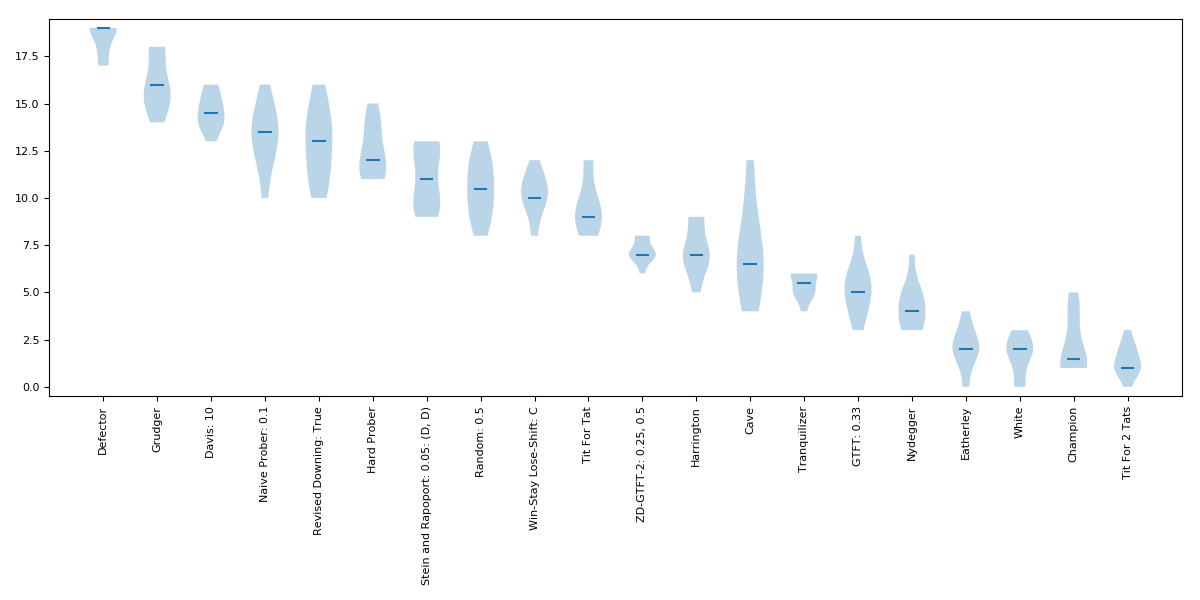 17.5
15.0
12.5
10.0
7.5
5.0
2.5
0.0
Defector
Grudger
Davis: 10
Naive Prober: 0.1
Revised Downing: True
Hard Prober
Stein and Rapoport: 0.05: (D, D)
Random: 0.5
Win-Stay Lose-Shift: C
Tit For Tat
ZD-GTFT-2: 0.25, 0.5
Harrington
Cave
Tranquilizer
GTFT: 0.33
Nydegger
Eatherley
White
Champion
Tit For 2 Tats